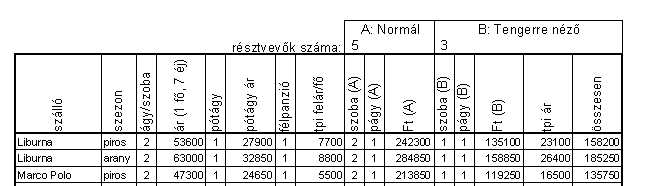 A: Normál B: Tengerre néző
résztvevők száma: 5 3
szálló szezon ágy/szoba ár (1 fő, 7 éj) pótágy pótágy ár félpanzió tpi felár/fő szoba (A) págy (A) Ft (A) szoba (B) págy (B) Ft (B) tpi ár összesen
Liburna piros 2 53600 1 27900 1 7700 2 1 242300 1 1 135100 23100 158200
Liburna arany 2 63000 1 32850 1 8800 2 1 284850 1 1 158850 26400 185250
Marco Polo piros 2 47300 1 24650 1 5500 2 1 213850 1 1 119250 16500 135750